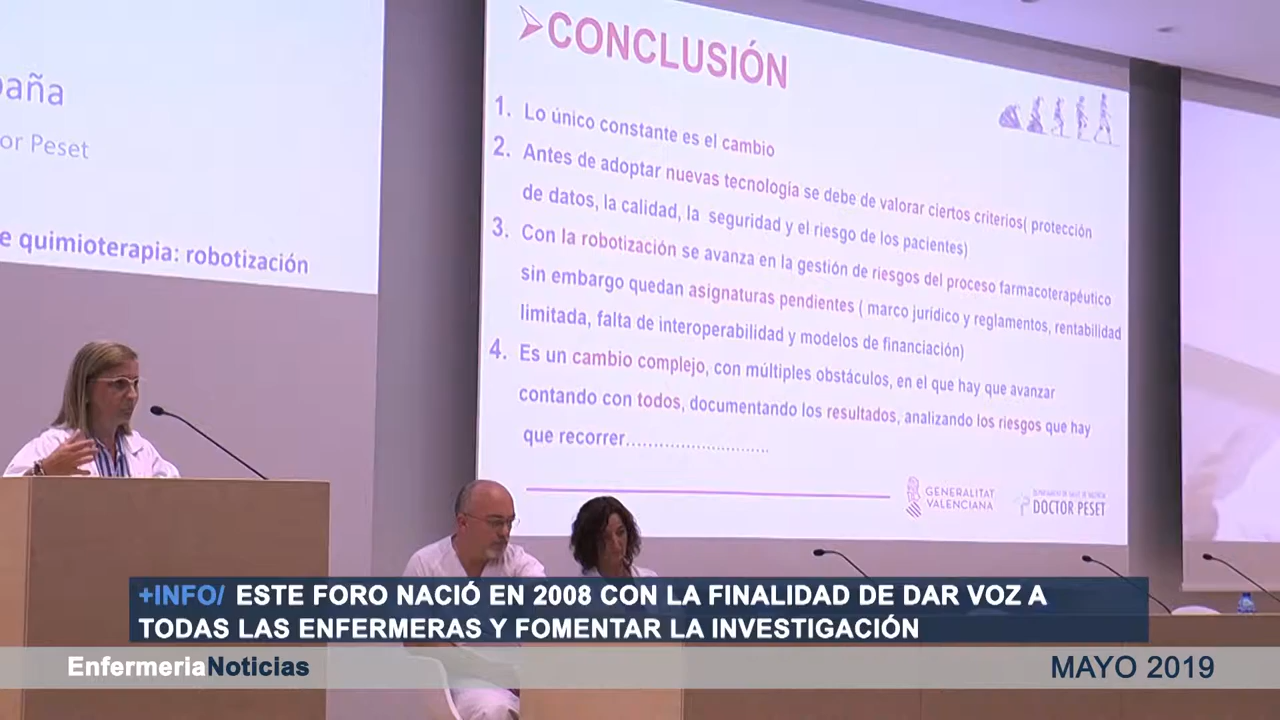 aña
or Peset
e quimioterapia: robotización
➢CONCLUSIÓN
1. Lo único constante es el cambio
2. Antes de adoptar nuevas tecnología se debe de valorar ciertos criterios( protección
de datos, la calidad, la seguridad y el riesgo de los pacientes)
3. Con la robotización se avanza en la gestión de riesgos del proceso farmacoterapéutico
sin embargo quedan asignaturas pendientes ( marco jurídico y reglamentos, rentabilidad
limitada, falta de interoperabilidad y modelos de financiación)
4. Es un cambio complejo, con múltiples obstáculos, en el que hay que avanzar
contando con todos, documentando los resultados, analizando los riesgos que hay
que recorrer……………………..
GENERALITAT
VALENCIANA
DOCTOR PESET
+INFO/ ESTE FORO NACIÓ EN 2008 CON LA FINALIDAD DE DAR VOZ A
TODAS LAS ENFERMERAS Y FOMENTAR LA INVESTIGACIÓN
EnfermeriaNoticias
MAYO 2019